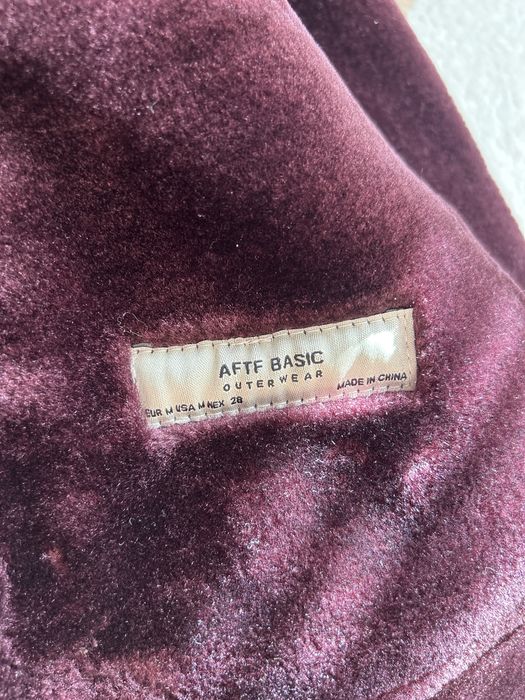 AFTF BASIC
OUTERWEAR
EUR M USA M MEX 28 MADE IN CHINA